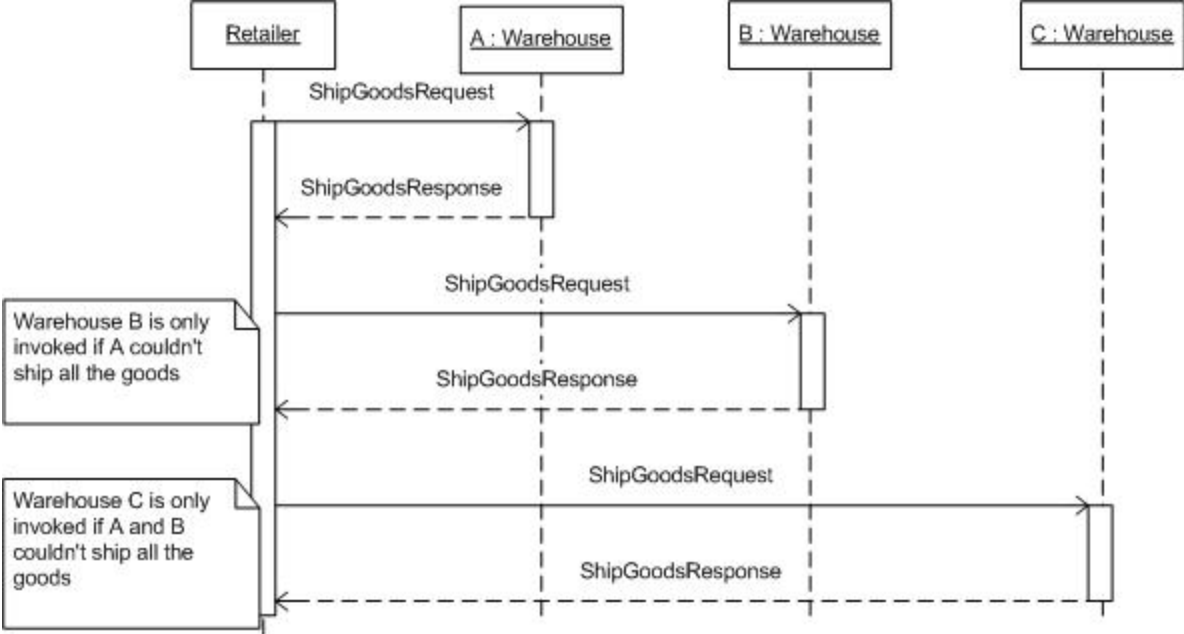 Retailer
A : Warehouse
B : Warehouse
C : Warehouse
ShipGoodsRequest
ShipGoodsResponse
ShipGoodsRequest
Warehouse B is only
invoked if A couldn't
ship all the goods
ShipGoodsResponse
ShipGoodsRequest
Warehouse C is only
invoked if A and B
couldn't ship all the
goods
ShipGoodsResponse